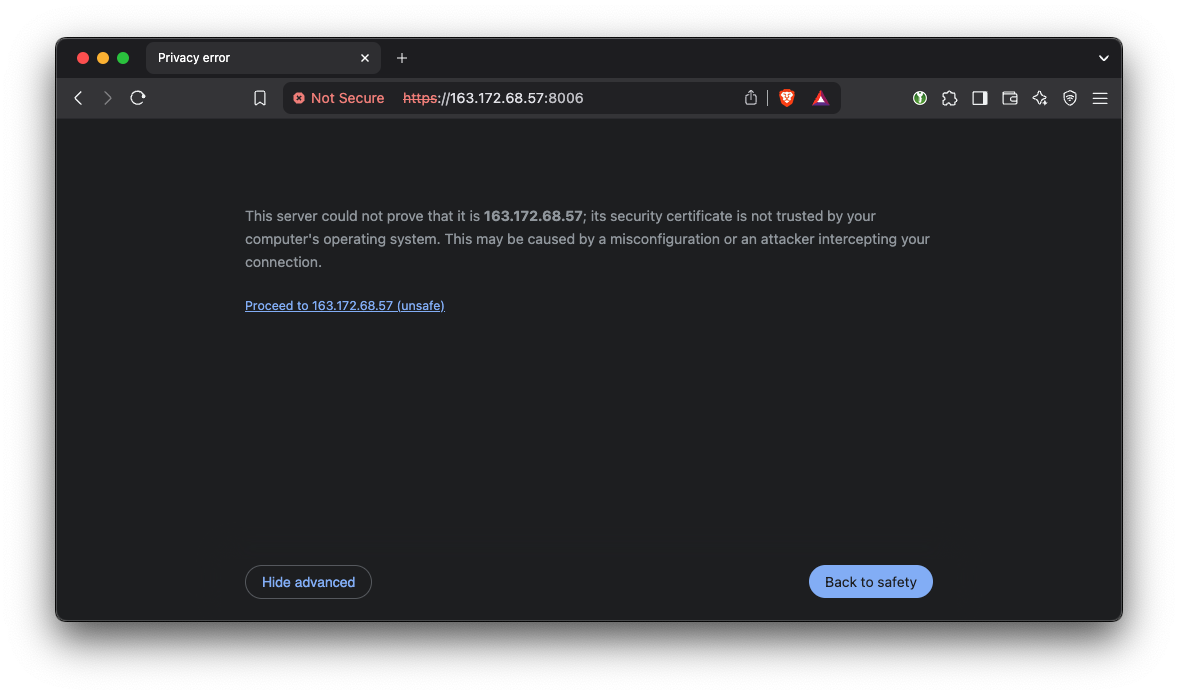 Privacy error
Not Secure https://163.172.68.57:8006
This server could not prove that it is 163.172.68.57; its security certificate is not trusted by your
computer's operating system. This may be caused by a misconfiguration or an attacker intercepting your
connection.
Proceed to 163.172.68.57 (unsafe)
Hide advanced
Back to safety